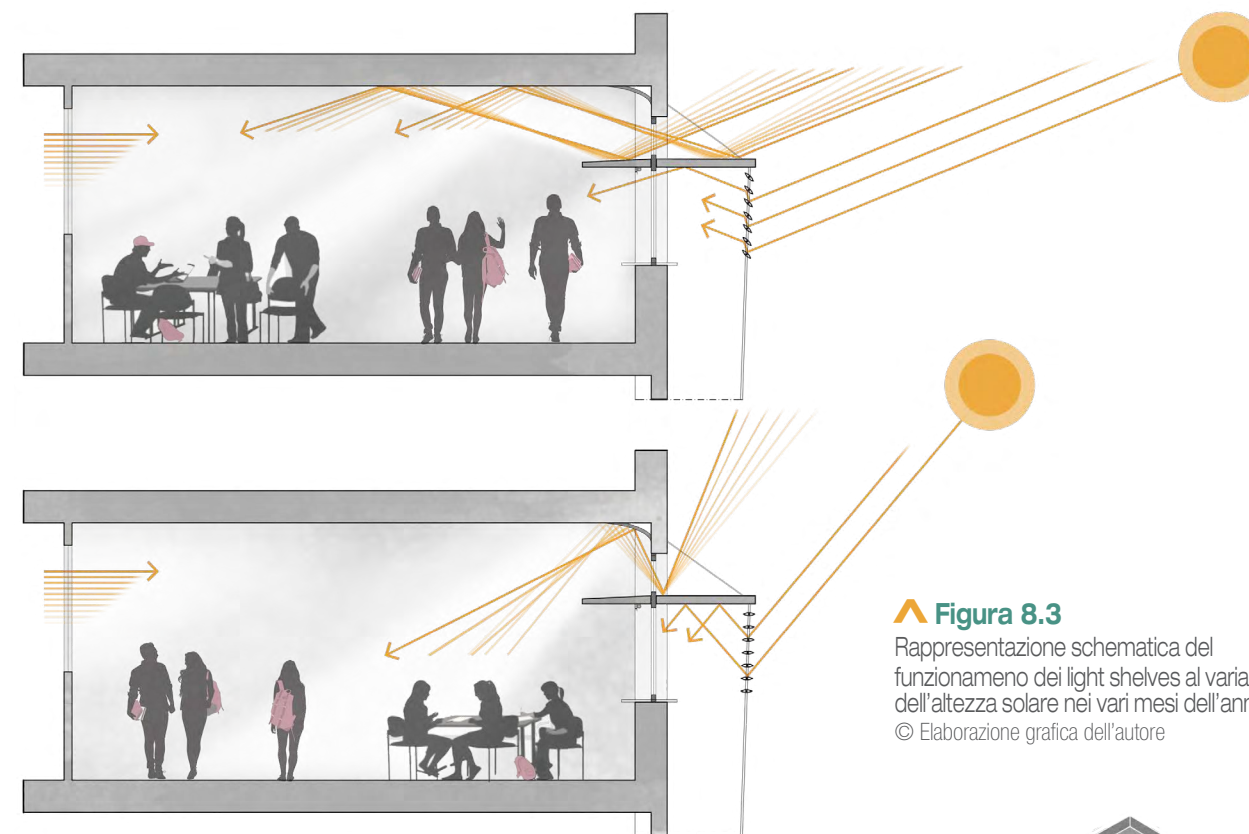 Figura 8.3
Rappresentazione schematica del
funzionameno dei light shelves al varia
dell'altezza solare nei vari mesi dell'ann
© Elaborazione grafica dell'autore